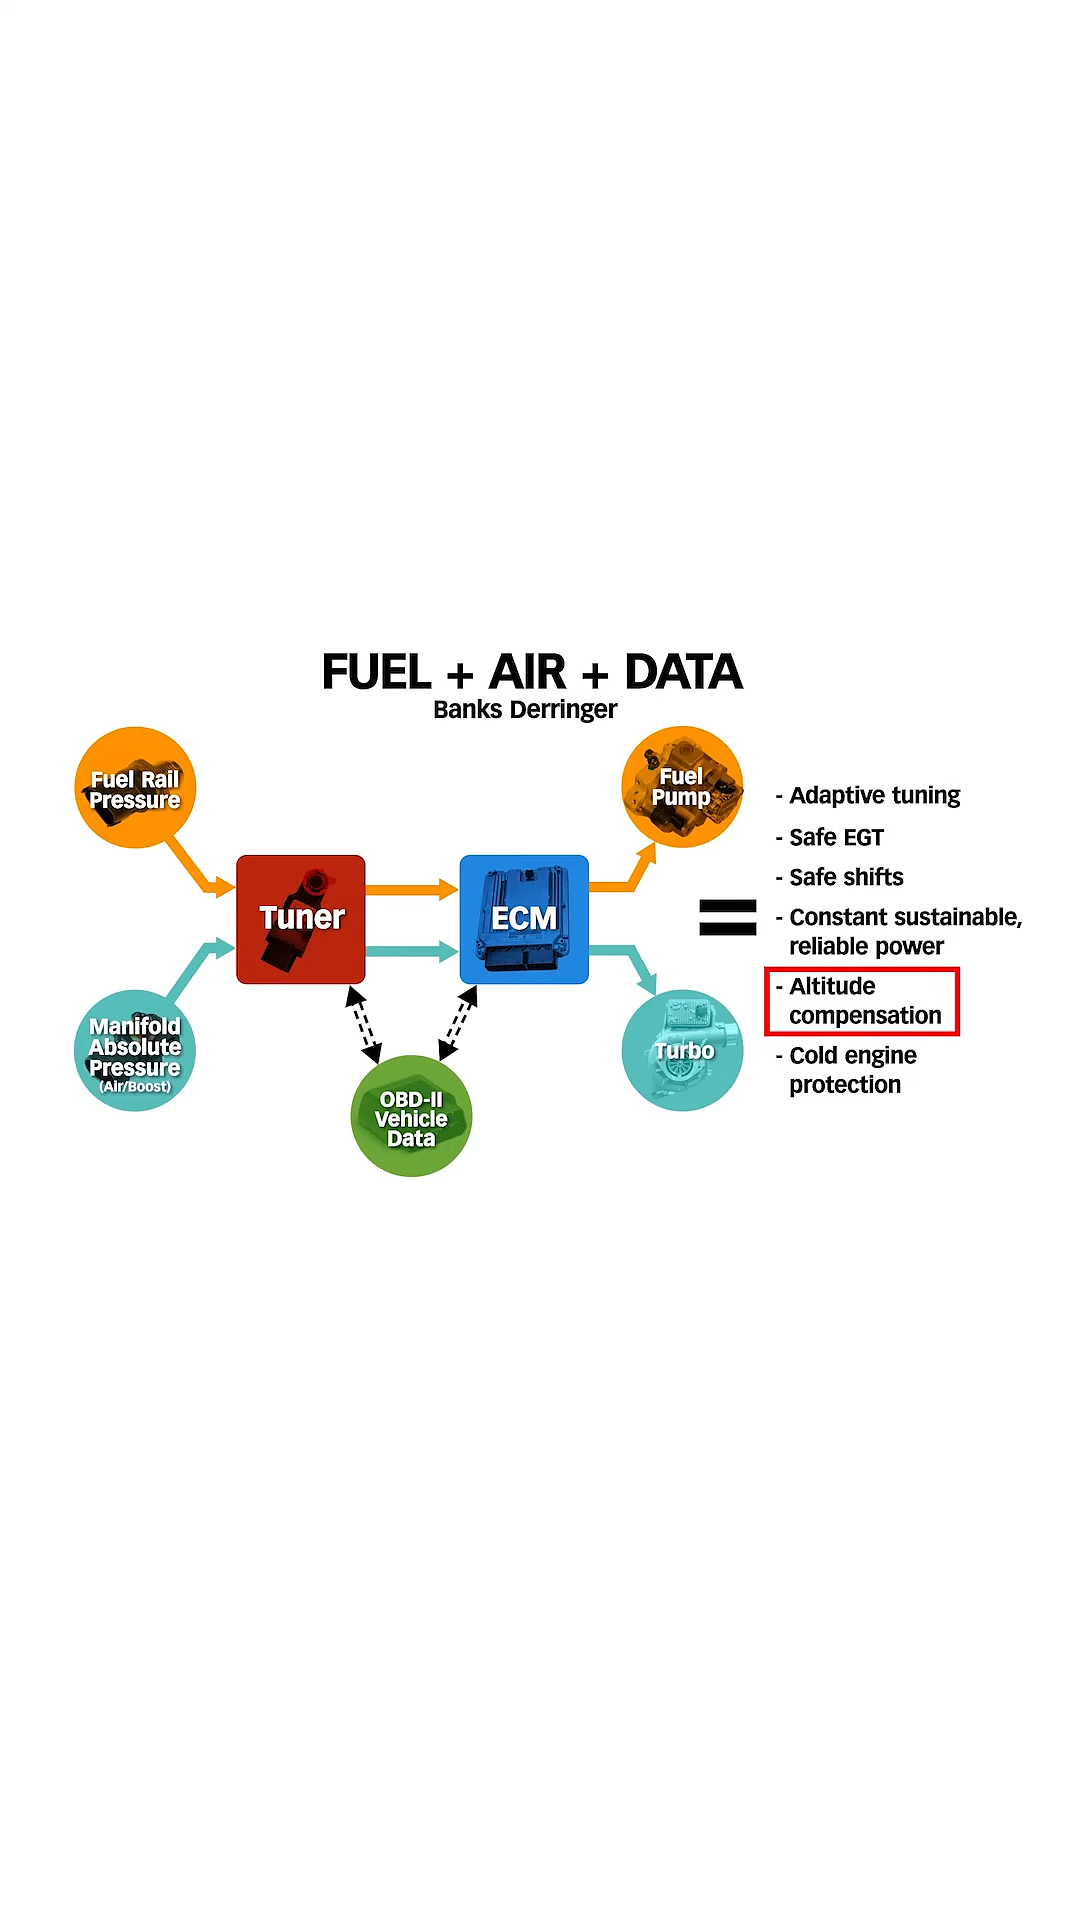 FUEL + AIR + DATA
Banks Derringer
Fuel Rail
Pressure
Manifold
Absolute
Pressure
(Air/Boost)
Tuner
ECM
OBD-II
Vehicle
Data
Fuel
Pump
Turbo
- Adaptive tuning
- Safe EGT
- Safe shifts
- Constant sustainable,
reliable power
- Altitude
compensation
- Cold engine
protection